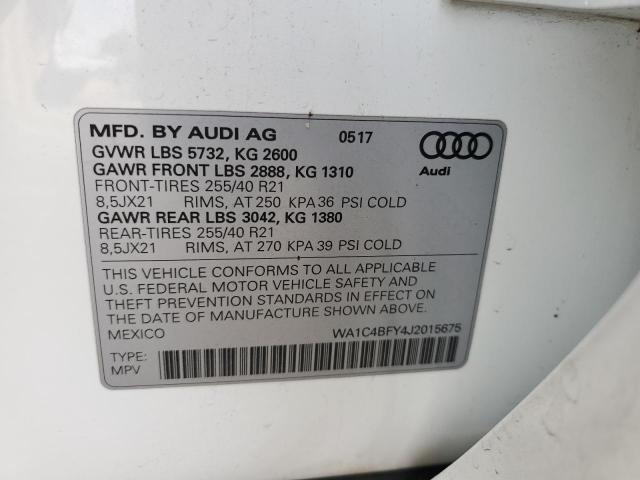 MFD. BY AUDI AG 0517
GVWR LBS 5732, KG 2600
GAWR FRONT LBS 2888, KG 1310
Audi
FRONT-TIRES 255/40 R21
8,5JX21 RIMS, AT 250 KPA 36 PSI COLD
GAWR REAR LBS 3042, KG 1380
REAR-TIRES 255/40 R21
8,5JX21 RIMS, AT 270 KPA 39 PSI COLD
THIS VEHICLE CONFORMS TO ALL APPLICABLE
U.S. FEDERAL MOTOR VEHICLE SAFETY AND
THEFT PREVENTION STANDARDS IN EFFECT ON THE
DATE OF MANUFACTURE SHOWN ABOVE.
MEXICO WA1C4BFY4J2015675
TYPE:
MPV